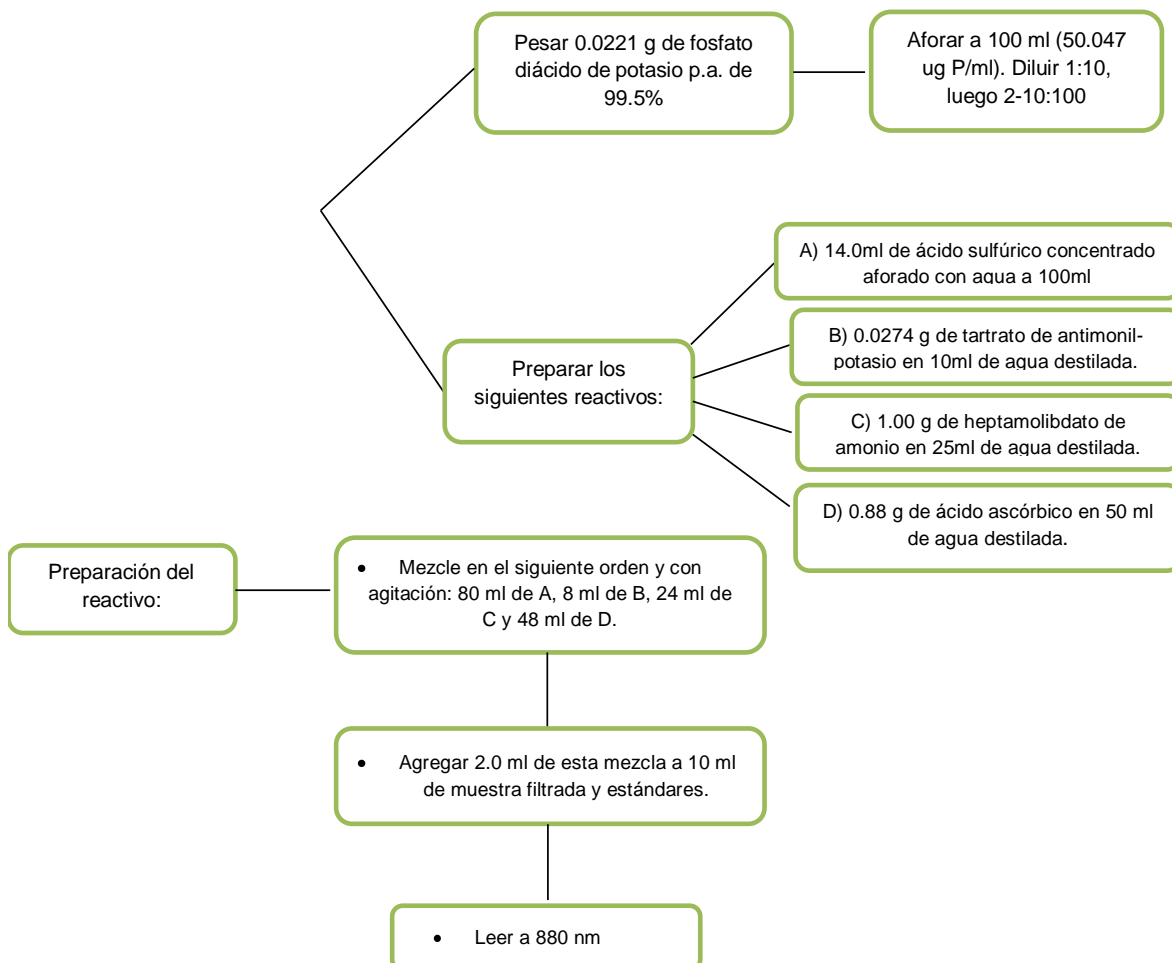 Pesar 0.0221 g de fosfato
diácido de potasio p.a. de
99.5%
Aforar a 100 ml (50.047
ug P/ml). Diluir 1:10,
luego 2-10:100
A) 14.0ml de ácido sulfúrico concentrado
aforado con agua a 100ml
B) 0.0274 g de tartrato de antimonil-
potasio en 10ml de agua destilada.
Preparar los
siguientes reactivos:
C) 1.00 g de heptamolibdato de
amonio en 25ml de agua destilada.
D) 0.88 g de ácido ascórbico en 50 ml
de agua destilada.
Preparación del
reactivo:
• Mezcle en el siguiente orden y con
agitación: 80 ml de A, 8 ml de B, 24 ml de
C y 48 ml de D.
• Agregar 2.0 ml de esta mezcla a 10 ml
de muestra filtrada y estándares.
• Leer a 880 nm